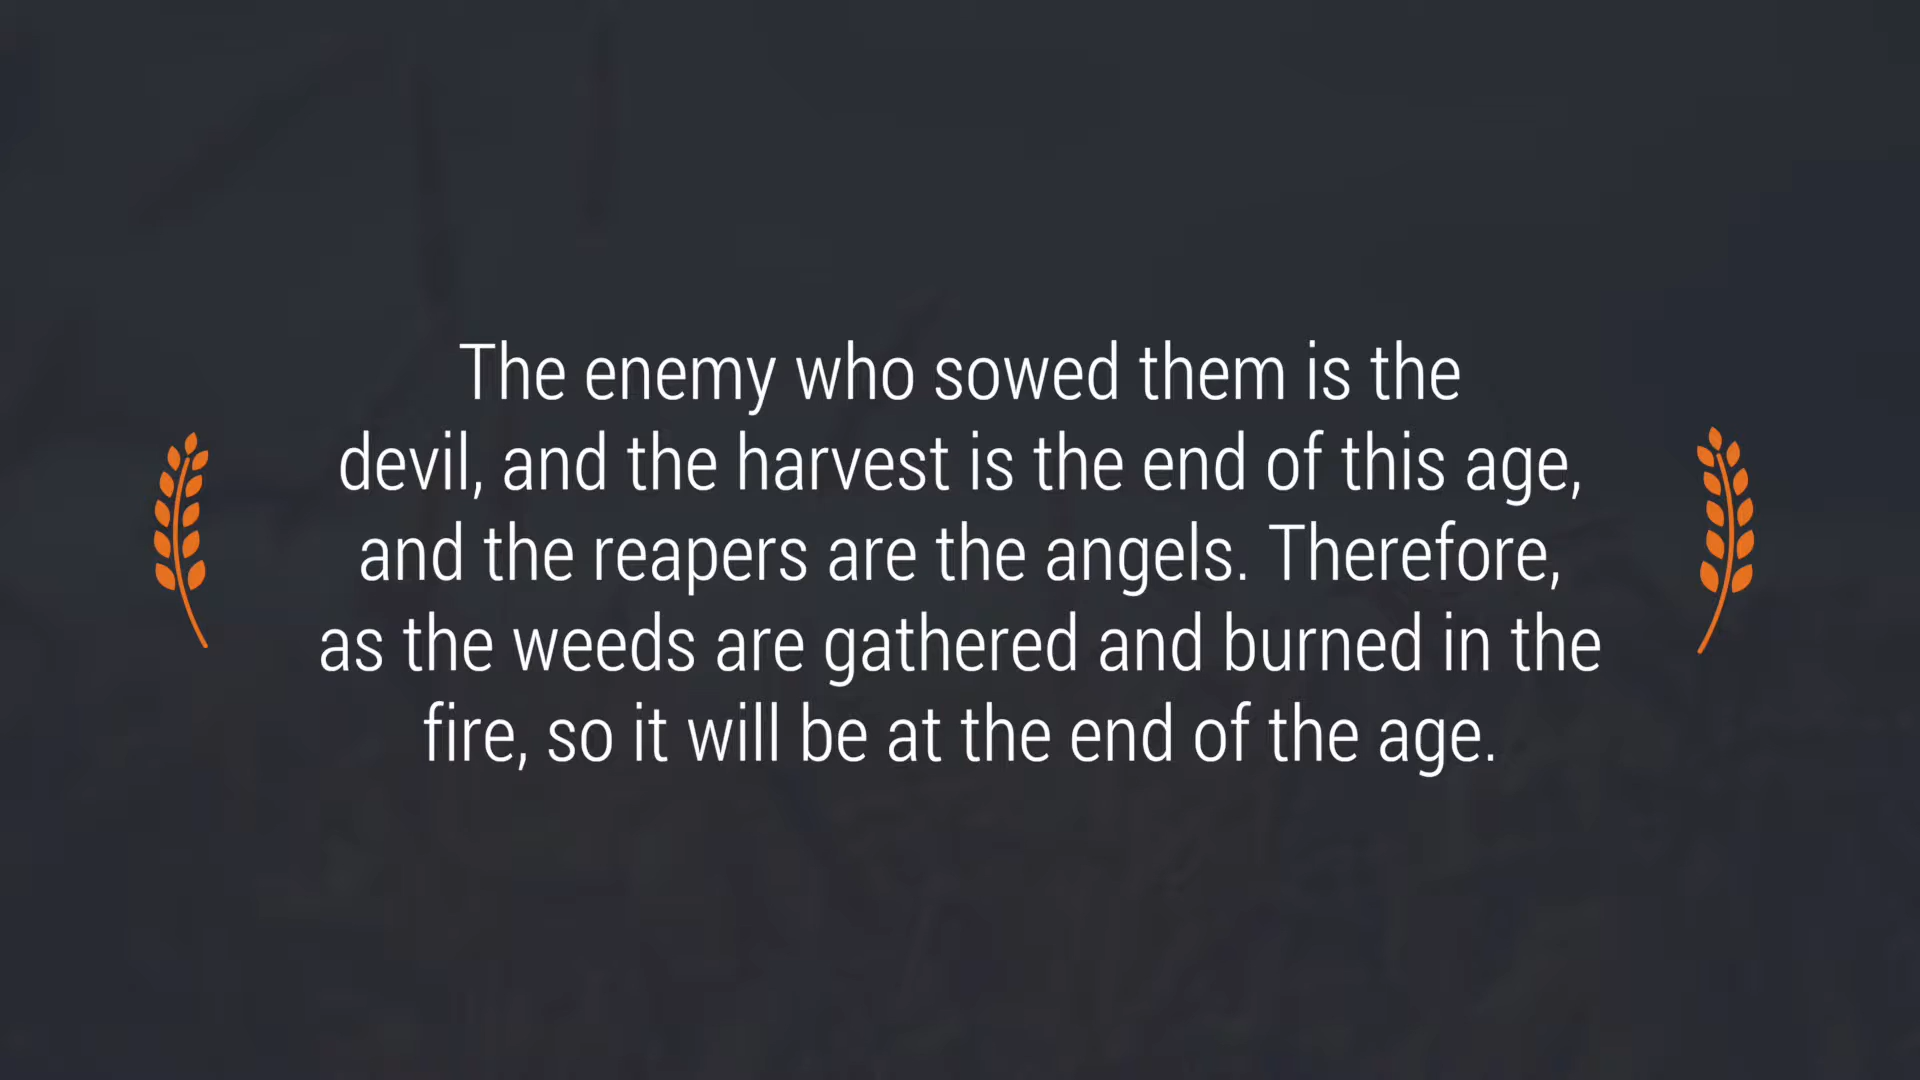 The enemy who sowed them is the
devil, and the harvest is the end of this age,
and the reapers are the angels. Therefore,
as the weeds are gathered and burned in the
fire, so it will be at the end of the age.